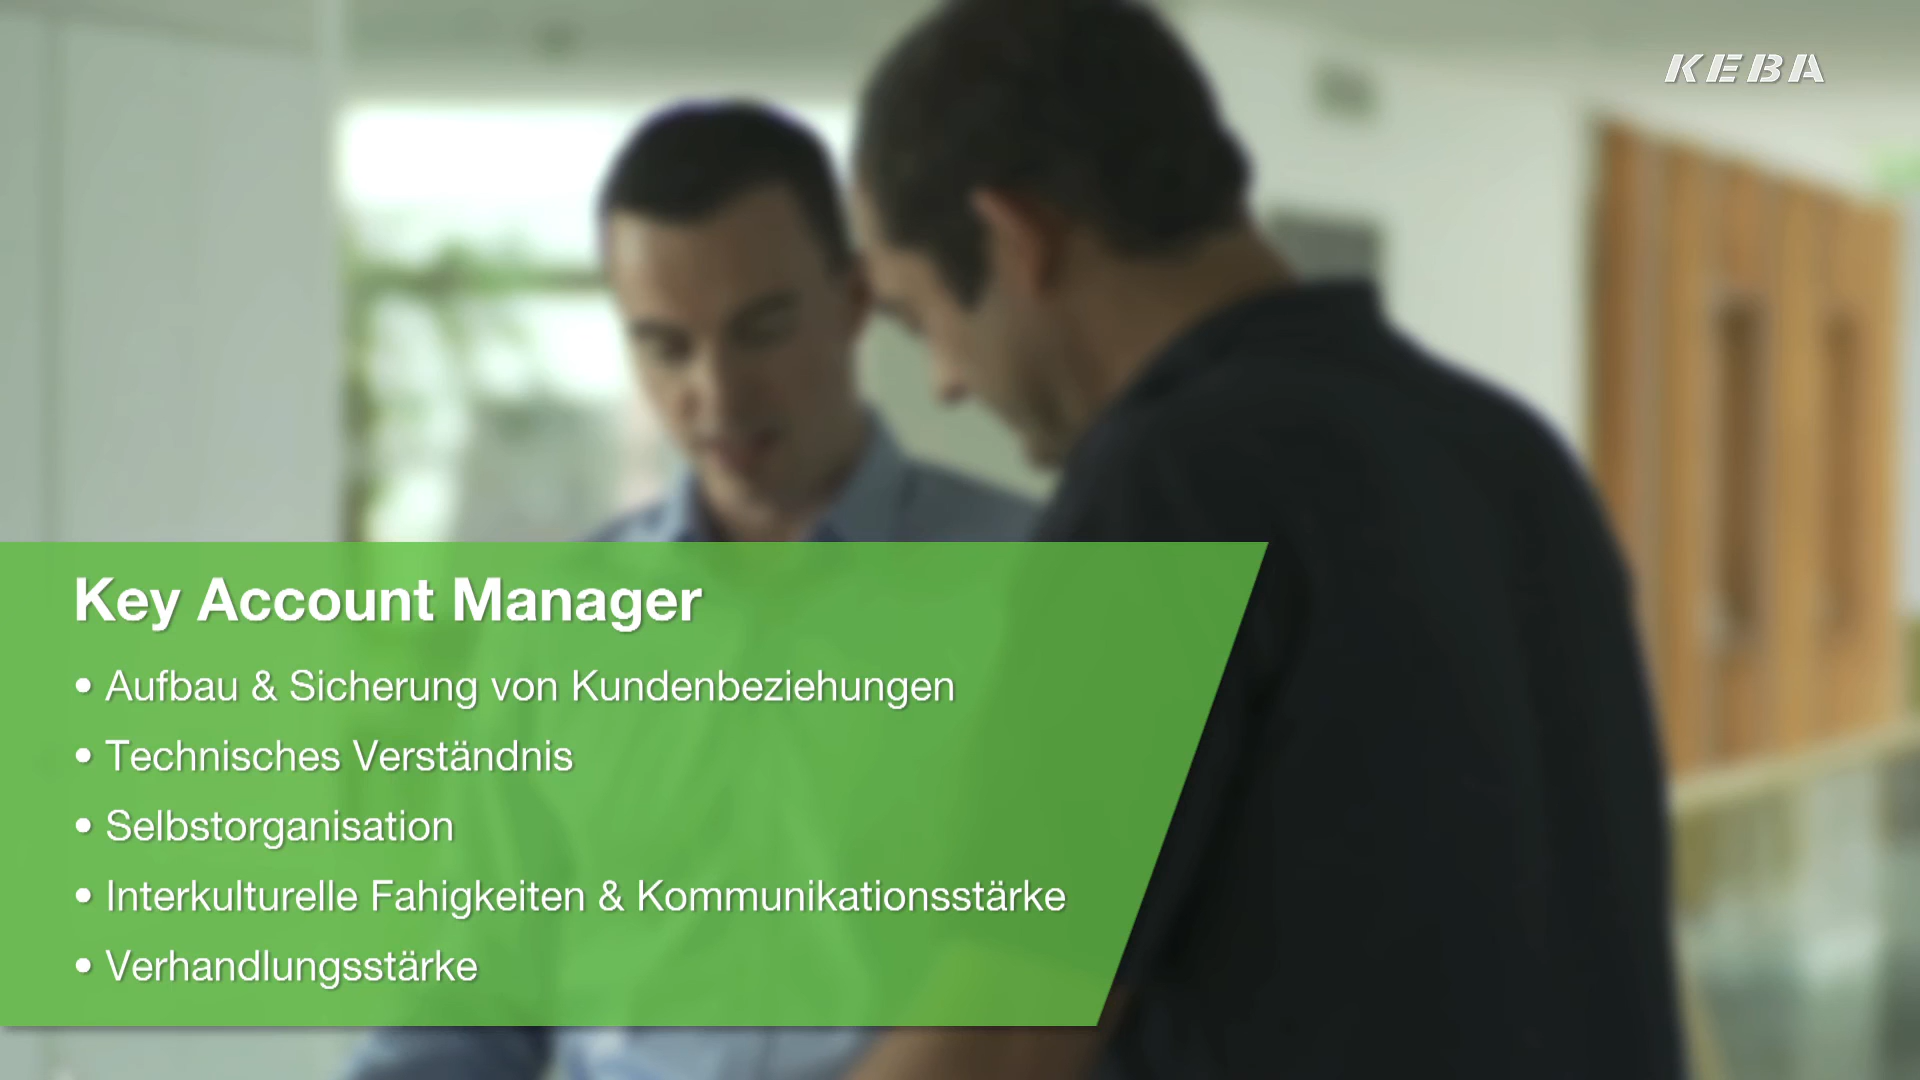 KEBA
Key Account Manager
• Aufbau & Sicherung von Kundenbeziehungen
• Technisches Verständnis
• Selbstorganisation
• Interkulturelle Fahigkeiten & Kommunikationsstärke
• Verhandlungsstärke